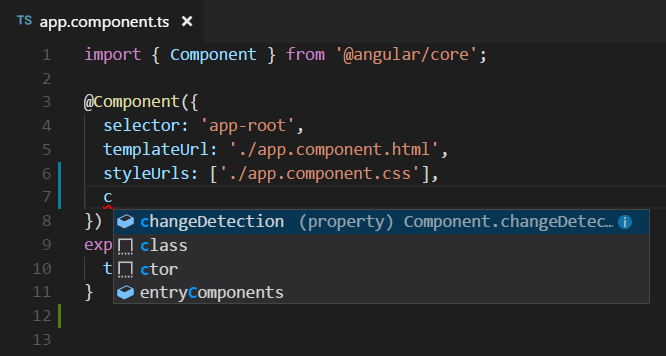 TS app.component.ts ×
1 import { Component } from '@angular/core';
2
3 @Component({
4 selector: 'app-root',
5 templateUrl: './app.component.html',
6 styleUrls: ['./app.component.css'],
7 c
8 })
changeDetection (property) Component.changeDetec...
9 exp
class
10 t
ctor
11 }
entryComponents
12
13